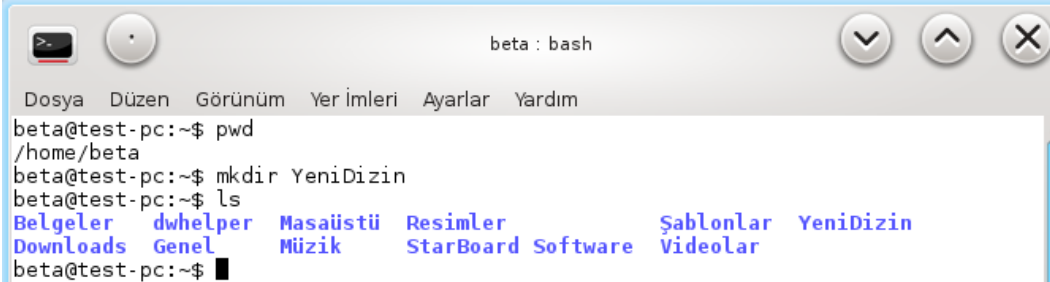 beta : bash
Dosya Düzen Görünüm Yer İmleri Ayarlar Yardım
beta@test-pc:~$ pwd
/home/beta
beta@test-pc:~$ mkdir YeniDizin
beta@test-pc:~$ ls
Belgeler dwhelper Masaüstü Resimler Şablonlar YeniDizin
Downloads Genel Müzik StarBoard Software Videolar
beta@test-pc:~$